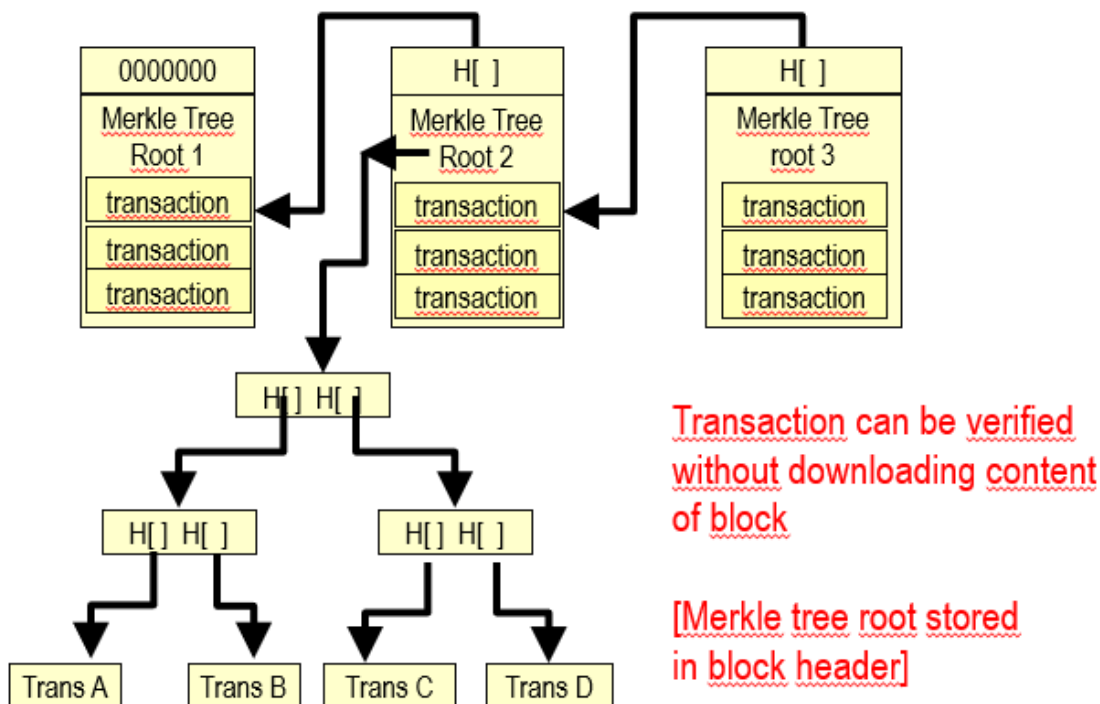 0000000
Merkle Tree
Root 1
transaction
transaction
transaction
H[ ]
Merkle Tree
Root 2
transaction
transaction
transaction
H[ ]
Merkle Tree
root 3
transaction
transaction
transaction
H[ ] H[ ]
H[ ] H[ ]
H[ ] H[ ]
Trans A
Trans B
Trans C
Trans D
Transaction can be verified
without downloading content
of block
[Merkle tree root stored
in block header]